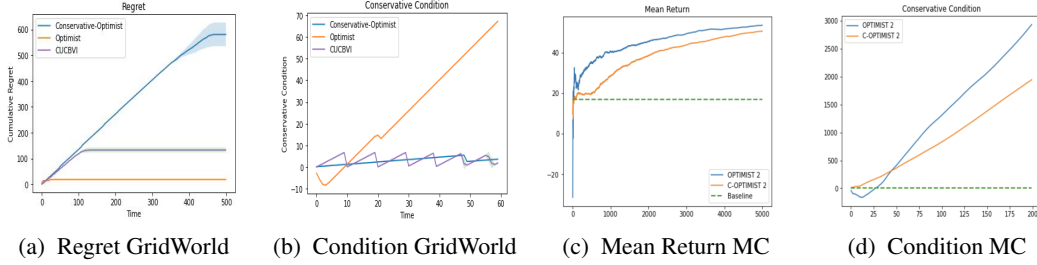 Regret
Cumulative Regret
600
500
400
300
200
100
0
Conservative-Optimist
Optimist
CUCBVI
0 100 200 300 400 500
Time
(a) Regret GridWorld
Conservative Condition
Conservative Condition
70
60
50
40
30
20
10
0
−10
Conservative-Optimist
Optimist
CUCBVI
0 10 20 30 40 50 60
Time
(b) Condition GridWorld
Mean Return
40
20
0
−20
OPTIMIST 2
C-OPTIMIST 2
Baseline
0 1000 2000 3000 4000 5000
(c) Mean Return MC
Conservative Condition
3000
2500
2000
1500
1000
500
0
OPTIMIST 2
C-OPTIMIST 2
0 25 50 75 100 125 150 175 200
(d) Condition MC